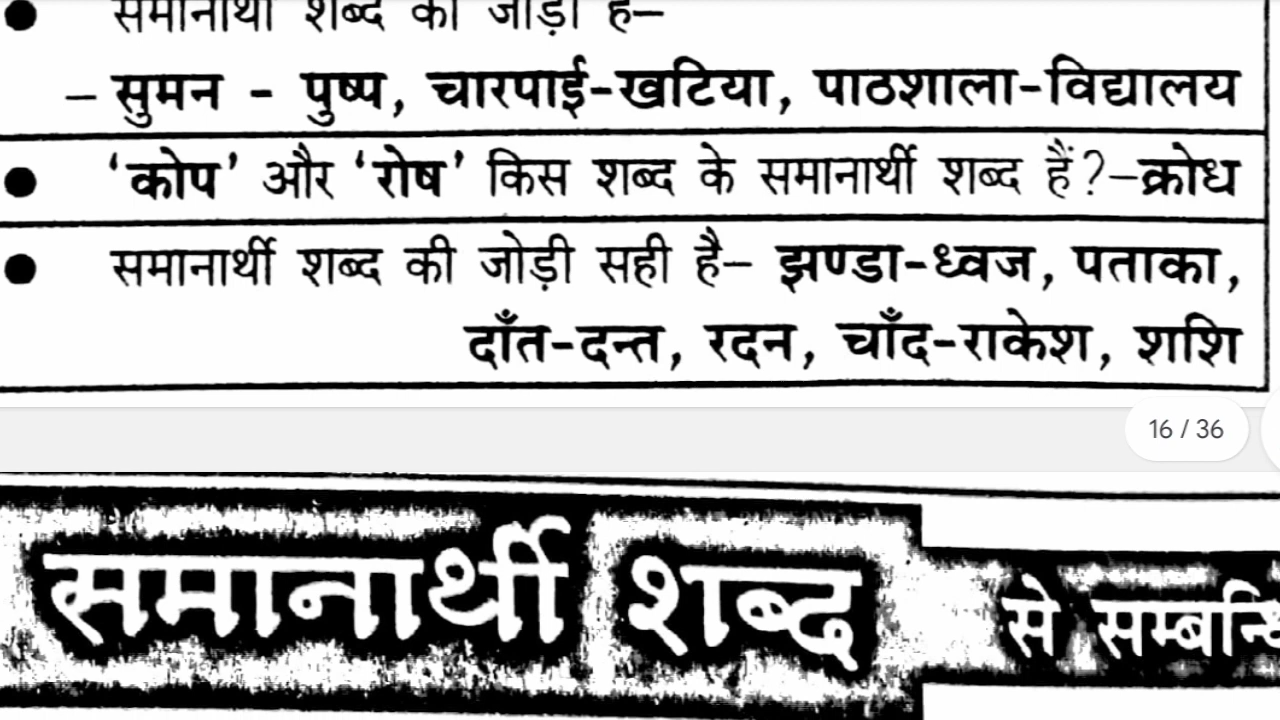 समानार्थी शब्द की जोड़ी है–
– सुमन - पुष्प, चारपाई-खटिया, पाठशाला-विद्यालय
‘कोप’ और ‘रोष’ किस शब्द के समानार्थी शब्द हैं?–क्रोध
समानार्थी शब्द की जोड़ी सही है– झण्डा-ध्वज, पताका,
दाँत-दन्त, रदन, चाँद-राकेश, शशि
16 / 36
समानार्थी शब्द से